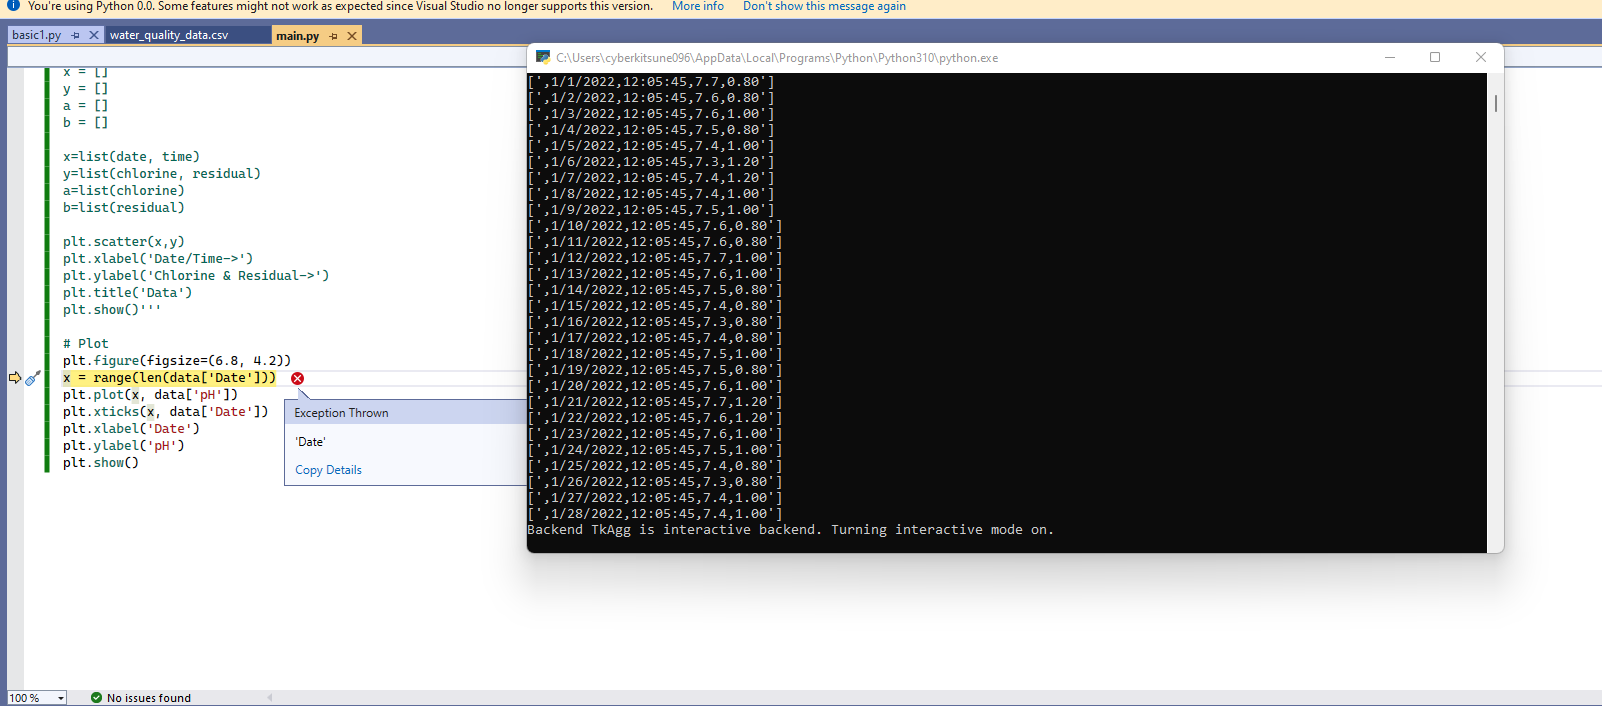 You're using Python 0.0. Some features might not work as expected since Visual Studio no longer supports this version. More info Don't show this message again
basic1.py water_quality_data.csv main.py
x = []
y = []
a = []
b = []
x=list(date, time)
y=list(chlorine, residual)
a=list(chlorine)
b=list(residual)
plt.scatter(x,y)
plt.xlabel('Date/Time->')
plt.ylabel('Chlorine & Residual->')
plt.title('Data')
plt.show()'''
# Plot
plt.figure(figsize=(6.8, 4.2))
x = range(len(data['Date']))
plt.plot(x, data['pH'])
plt.xticks(x, data['Date'])
plt.xlabel('Date')
plt.ylabel('pH')
plt.show()
Exception Thrown
'Date'
Copy Details
C:\Users\cyberkitsune096\AppData\Local\Programs\Python\Python310\python.exe
[',1/1/2022,12:05:45,7.7,0.80']
[',1/2/2022,12:05:45,7.6,0.80']
[',1/3/2022,12:05:45,7.6,1.00']
[',1/4/2022,12:05:45,7.5,0.80']
[',1/5/2022,12:05:45,7.4,1.00']
[',1/6/2022,12:05:45,7.3,1.20']
[',1/7/2022,12:05:45,7.4,1.20']
[',1/8/2022,12:05:45,7.4,1.00']
[',1/9/2022,12:05:45,7.5,1.00']
[',1/10/2022,12:05:45,7.6,0.80']
[',1/11/2022,12:05:45,7.6,0.80']
[',1/12/2022,12:05:45,7.7,1.00']
[',1/13/2022,12:05:45,7.6,1.00']
[',1/14/2022,12:05:45,7.5,0.80']
[',1/15/2022,12:05:45,7.4,0.80']
[',1/16/2022,12:05:45,7.3,0.80']
[',1/17/2022,12:05:45,7.4,0.80']
[',1/18/2022,12:05:45,7.5,1.00']
[',1/19/2022,12:05:45,7.5,0.80']
[',1/20/2022,12:05:45,7.6,1.00']
[',1/21/2022,12:05:45,7.7,1.20']
[',1/22/2022,12:05:45,7.6,1.20']
[',1/23/2022,12:05:45,7.6,1.00']
[',1/24/2022,12:05:45,7.5,1.00']
[',1/25/2022,12:05:45,7.4,0.80']
[',1/26/2022,12:05:45,7.3,0.80']
[',1/27/2022,12:05:45,7.4,1.00']
[',1/28/2022,12:05:45,7.4,1.00']
Backend TkAgg is interactive backend. Turning interactive mode on.
100 % No issues found